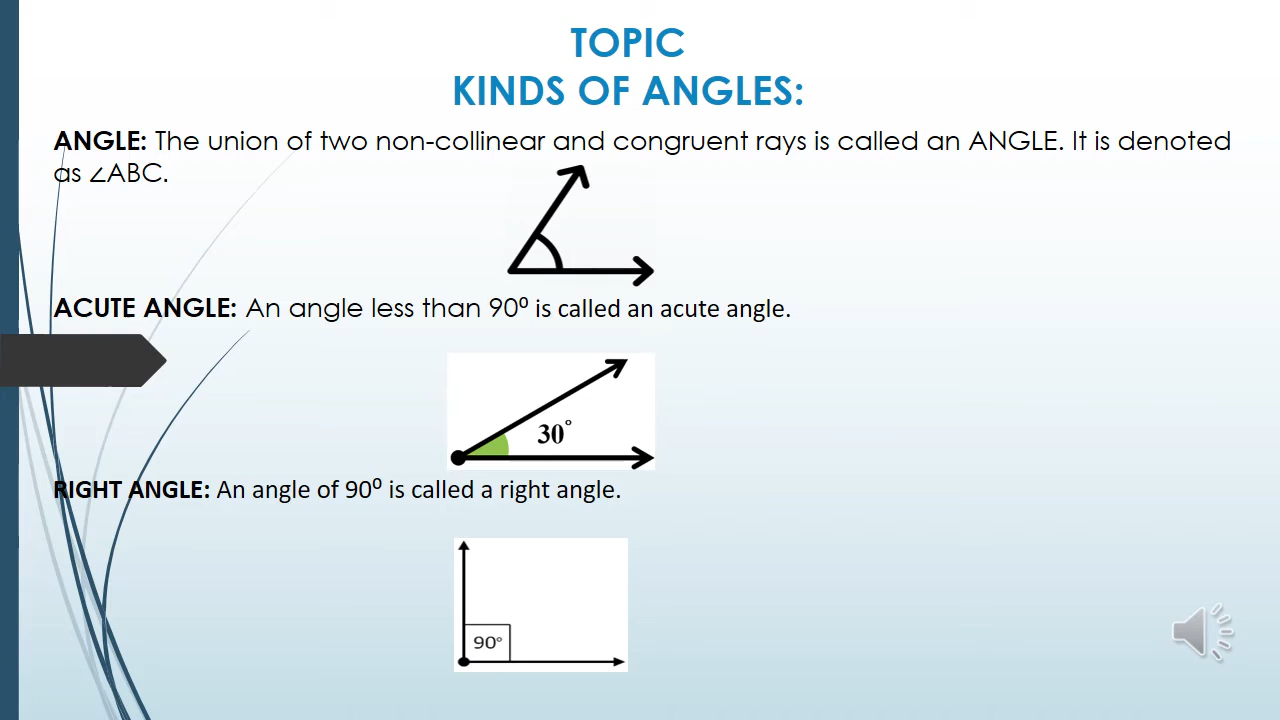 TOPIC
KINDS OF ANGLES:
ANGLE: The union of two non-collinear and congruent rays is called an ANGLE. It is denoted
as ∠ABC.
ACUTE ANGLE: An angle less than 90⁰ is called an acute angle.
30°
RIGHT ANGLE: An angle of 90⁰ is called a right angle.
90°